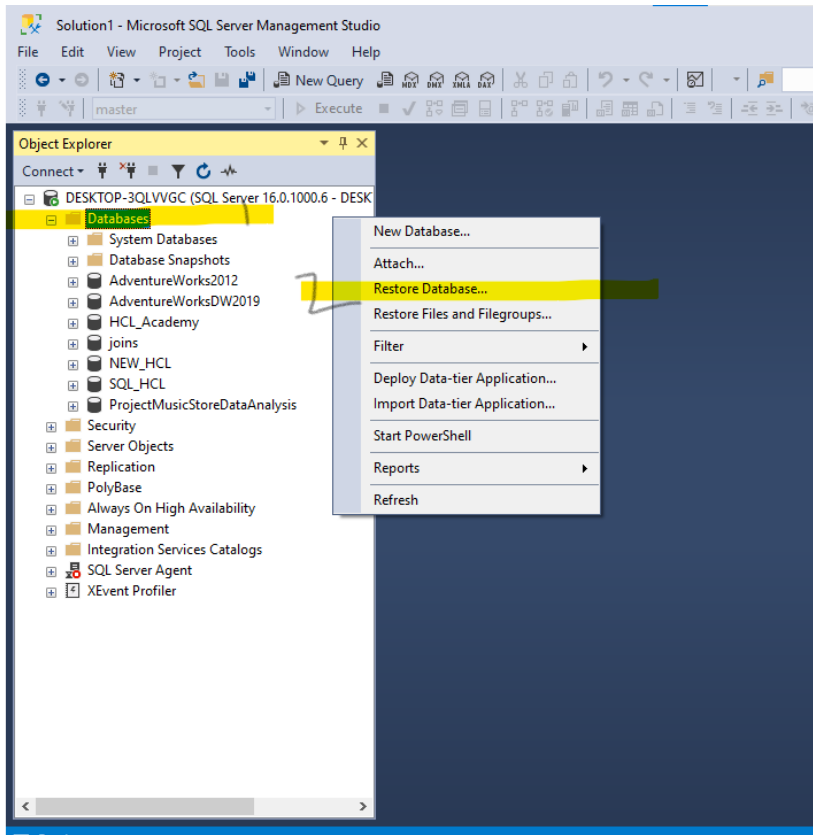 Solution1 - Microsoft SQL Server Management Studio
File Edit View Project Tools Window Help
New Query MDX DMX XMLA DAX
master Execute
Object Explorer
Connect
DESKTOP-3QLVVGC (SQL Server 16.0.1000.6 - DESK
Databases
1
System Databases
Database Snapshots
AdventureWorks2012
AdventureWorksDW2019
HCL_Academy
joins
NEW_HCL
SQL_HCL
ProjectMusicStoreDataAnalysis
Security
Server Objects
Replication
PolyBase
Always On High Availability
Management
Integration Services Catalogs
SQL Server Agent
XEvent Profiler
New Database...
Attach...
2
Restore Database...
Restore Files and Filegroups...
Filter
Deploy Data-tier Application...
Import Data-tier Application...
Start PowerShell
Reports
Refresh